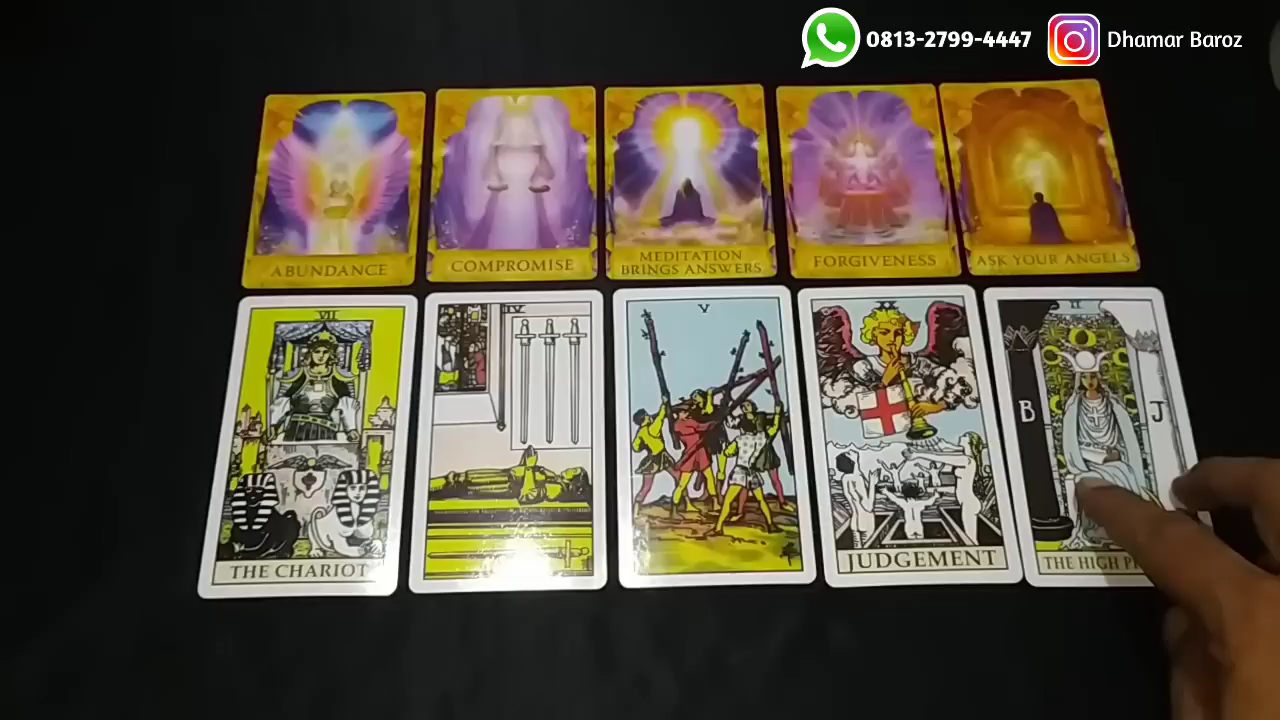 0813-2799-4447 Dhamar Baroz
ABUNDANCE
COMPROMISE
MEDITATION
BRINGS ANSWERS
FORGIVENESS
ASK YOUR ANGELS
VII
IV
V
XX
II
B J
THE CHARIOT
JUDGEMENT
THE HIGH